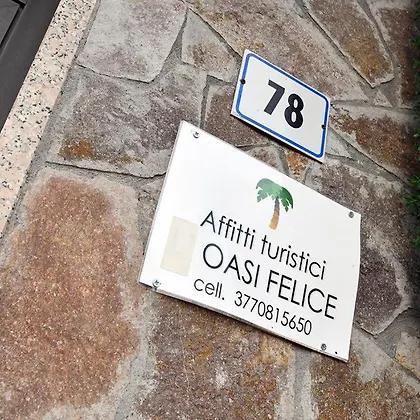 78
Affitti turistici
OASI FELICE
cell. 3770815650